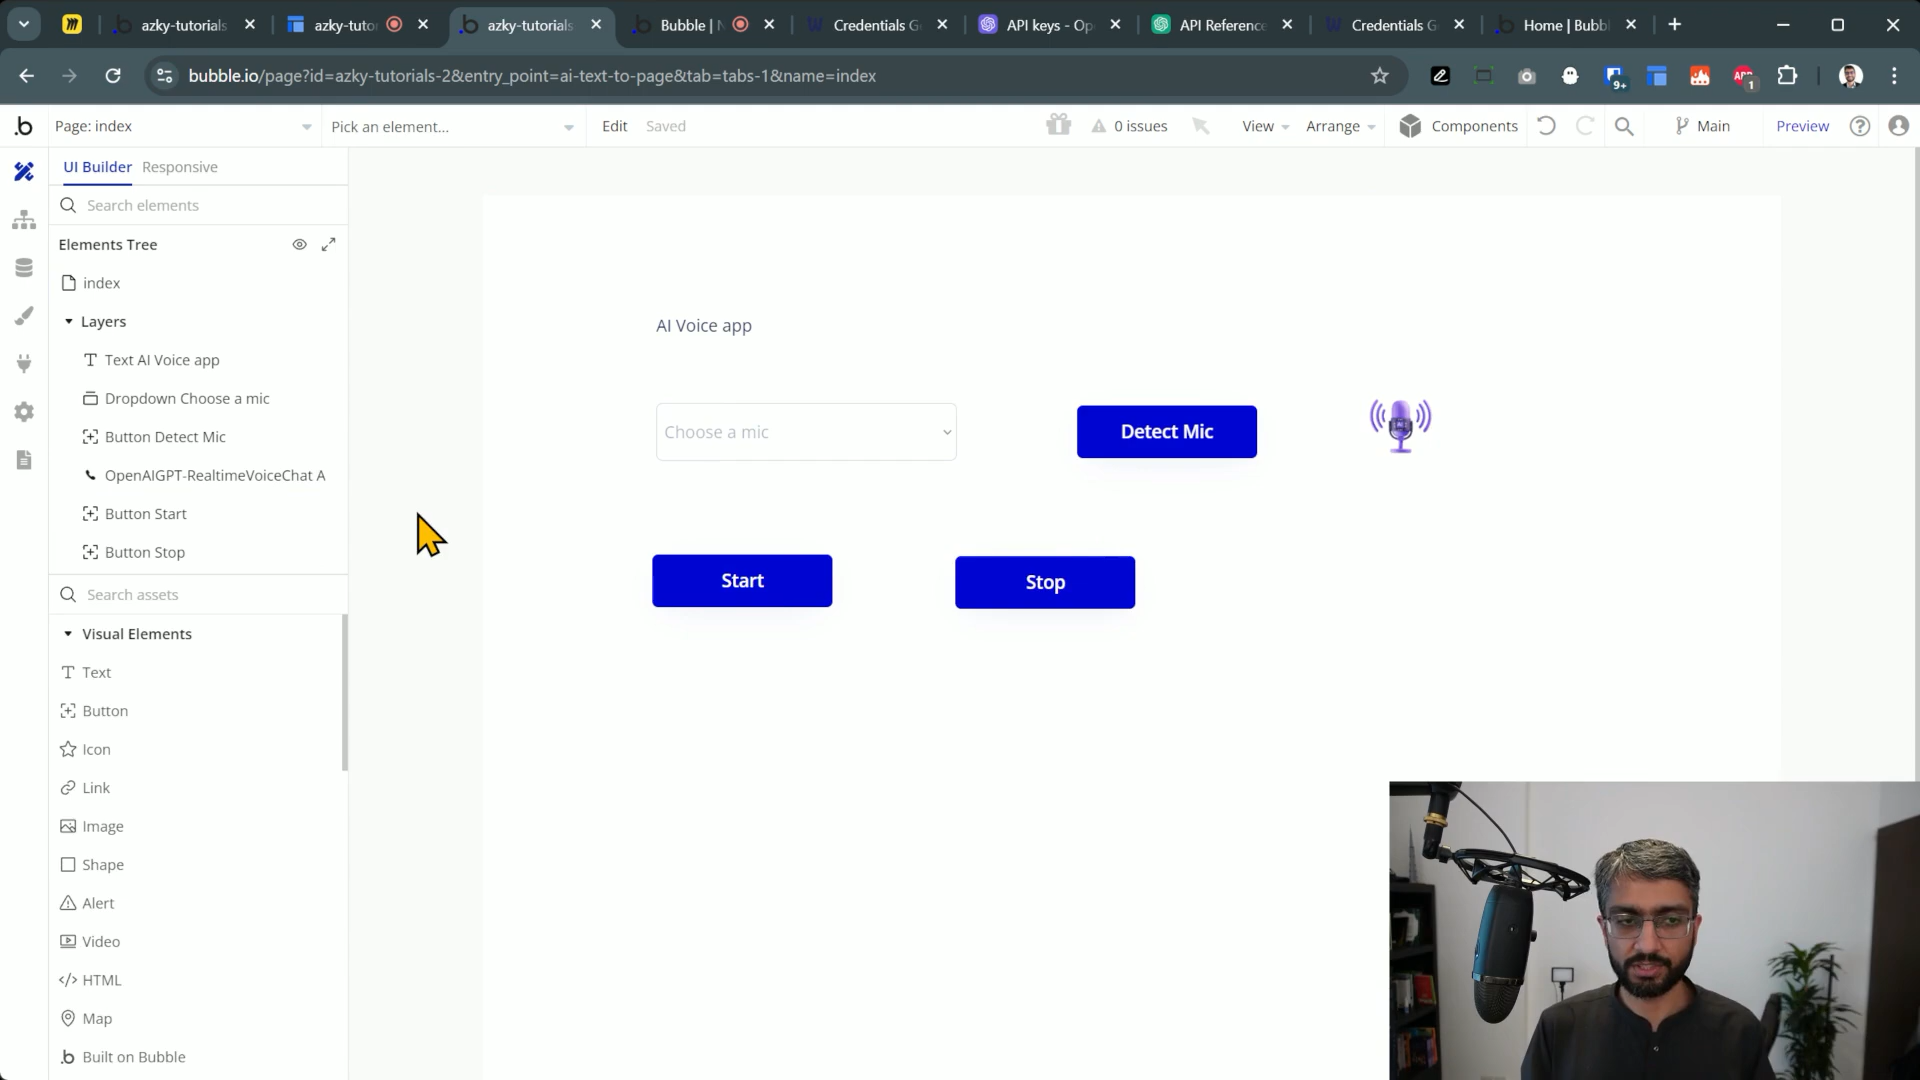 azky-tutorials
azky-tutor
azky-tutorials
Bubble | N
Credentials G
API keys - Op
API Reference
Credentials G
Home | Bubbl
bubble.io/page?id=azky-tutorials-2&entry_point=ai-text-to-page&tab=tabs-1&name=index
9+
1
Page: index
Pick an element...
Edit
Saved
0 issues
View
Arrange
Components
Main
Preview
UI Builder
Responsive
Search elements
Elements Tree
index
Layers
Text AI Voice app
Dropdown Choose a mic
Button Detect Mic
OpenAIGPT-RealtimeVoiceChat A
Button Start
Button Stop
Search assets
Visual Elements
Text
Button
Icon
Link
Image
Shape
Alert
Video
HTML
Map
Built on Bubble
AI Voice app
Choose a mic
Detect Mic
Start
Stop